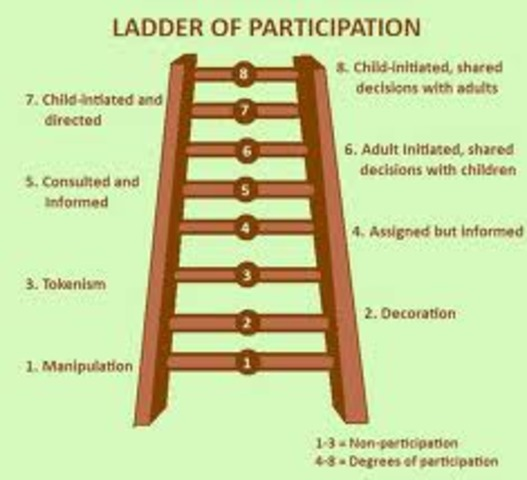 LADDER OF PARTICIPATION
8. Child-initiated, shared
decisions with adults
7. Child-intiated and
directed
6. Adult Initiated, shared
decisions with children
5. Consulted and
Informed
4. Assigned but informed
3. Tokenism
2. Decoration
1. Manipulation
8
7
6
5
4
3
2
1
1-3 = Non-participation
4-8 = Degrees of participation